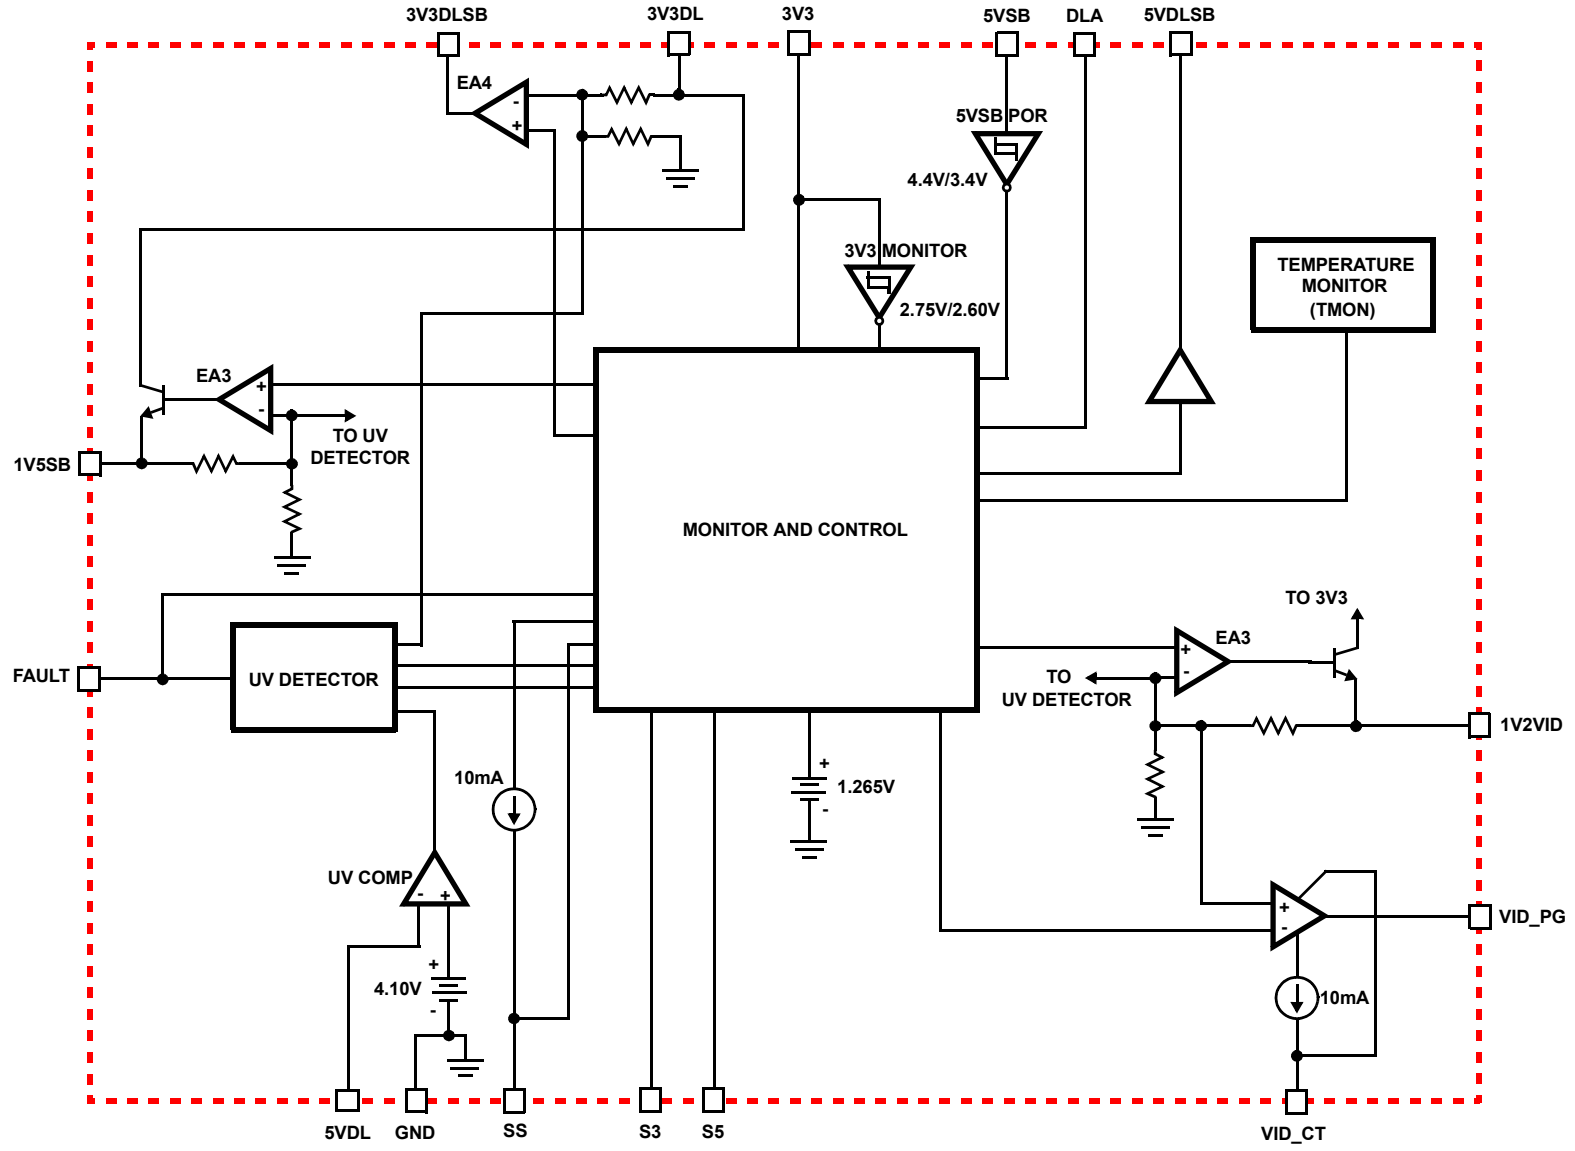 3V3DLSB
3V3DL
3V3
5VSB
DLA
5VDLSB
EA4
-
+
5VSB POR
4.4V/3.4V
3V3 MONITOR
2.75V/2.60V
TEMPERATURE
MONITOR
(TMON)
EA3
+
-
TO UV
DETECTOR
1V5SB
MONITOR AND CONTROL
TO 3V3
EA3
+
-
TO
UV DETECTOR
FAULT
UV DETECTOR
1V2VID
10mA
+
1.265V
-
UV COMP
-
+
+
4.10V
-
+
-
VID_PG
10mA
5VDL
GND
SS
S3
S5
VID_CT